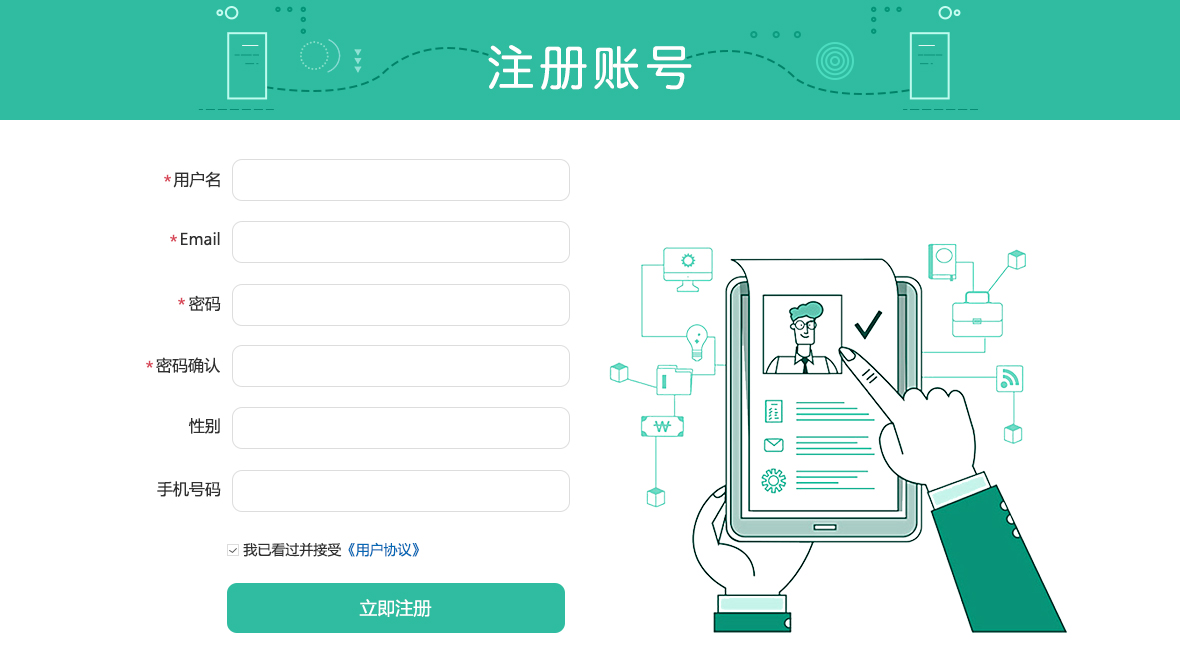 注册账号
*用户名
*Email
*密码
*密码确认
性别
手机号码
我已看过并接受《用户协议》
立即注册